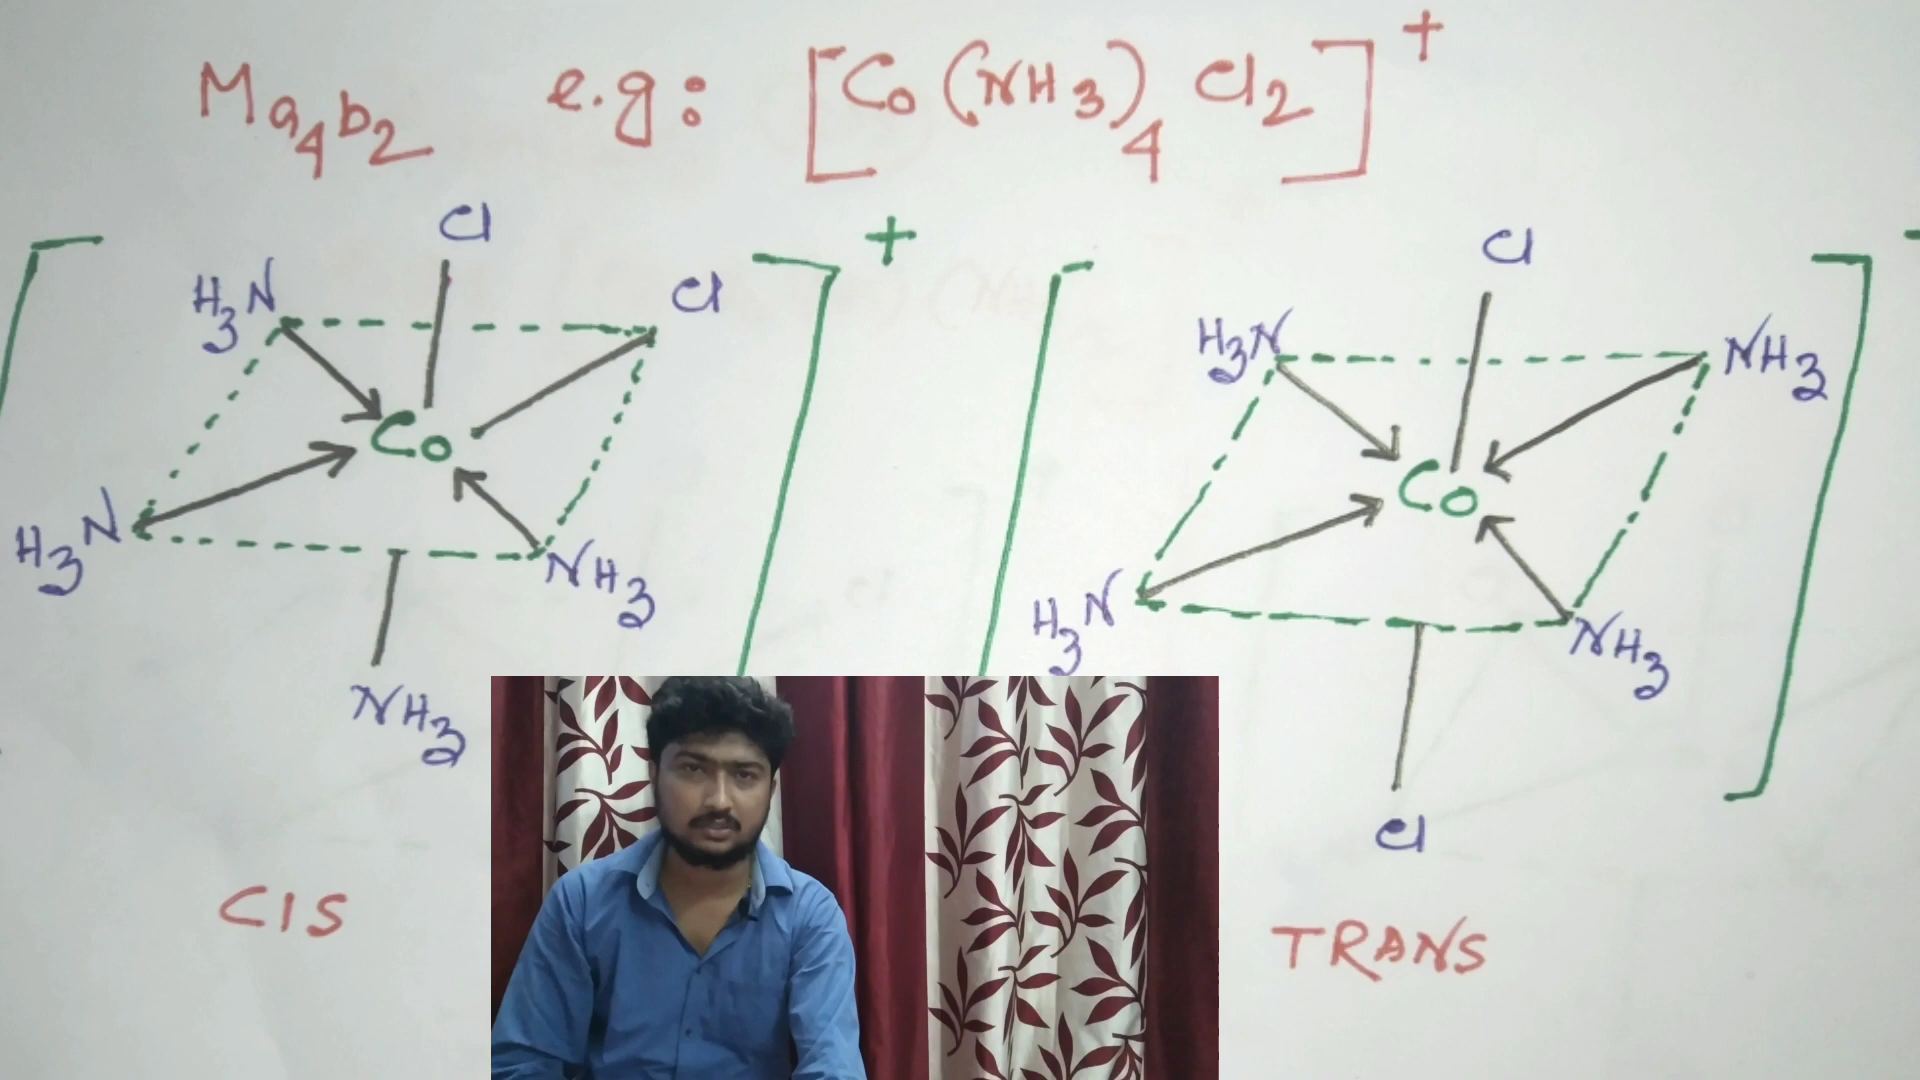 Ma4b2 e.g: [Co(NH3)4Cl2]+
Cl
H3N Cl
Co
H3N NH3
NH3
+
CIS
Cl
H3N NH3
Co
H3N NH3
Cl
TRANS